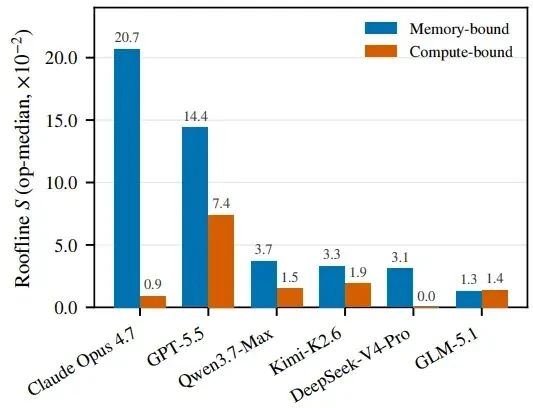 Roofline S (op-median, ×10⁻²)
20.0
15.0
10.0
5.0
0.0
Memory-bound
Compute-bound
20.7
0.9
14.4
7.4
3.7
1.5
3.3
1.9
3.1
0.0
1.3
1.4
Claude Opus 4.7
GPT-5.5
Qwen3.7-Max
Kimi-K2.6
DeepSeek-V4-Pro
GLM-5.1